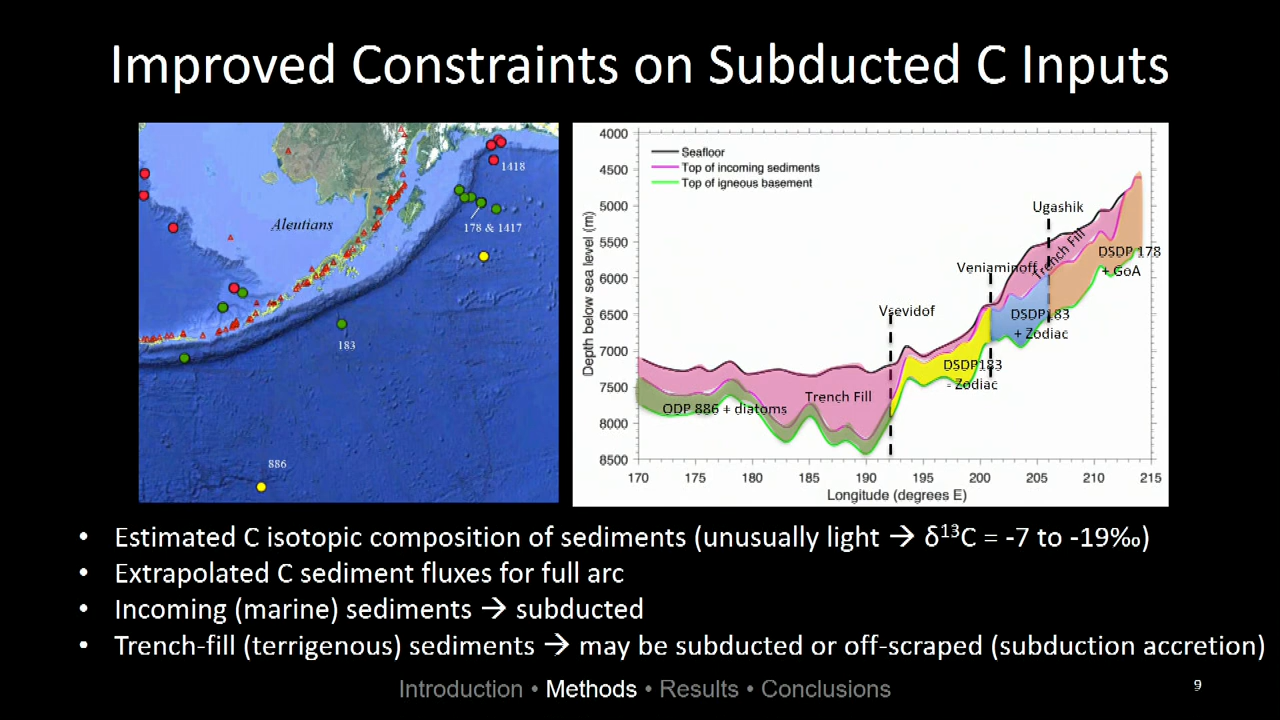 Improved Constraints on Subducted C Inputs
1418
Aleutians
178 & 1417
183
886
Seafloor
Top of incoming sediments
Top of igneous basement
Depth below sea level (m)
4000
4500
5000
5500
6000
6500
7000
7500
8000
8500
170 175 180 185 190 195 200 205 210 215
Longitude (degrees E)
Ugashik
Veniaminoff
Vsevidof
Trench Fill
DSDP 178
+ GoA
DSDP183
+ Zodiac
DSDP183
- Zodiac
Trench Fill
ODP 886 + diatoms
• Estimated C isotopic composition of sediments (unusually light → δ¹³C = -7 to -19‰)
• Extrapolated C sediment fluxes for full arc
• Incoming (marine) sediments → subducted
• Trench-fill (terrigenous) sediments → may be subducted or off-scraped (subduction accretion)
Introduction • Methods • Results • Conclusions
9